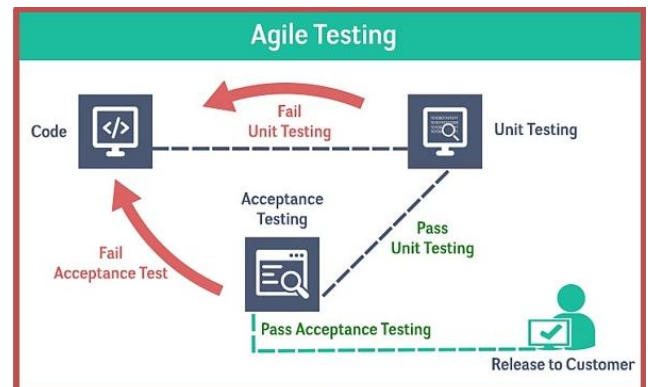 Agile Testing
Fail
Unit Testing
Code
</>
Unit Testing
Acceptance
Testing
Pass
Unit Testing
Fail
Acceptance Test
Pass Acceptance Testing
Release to Customer